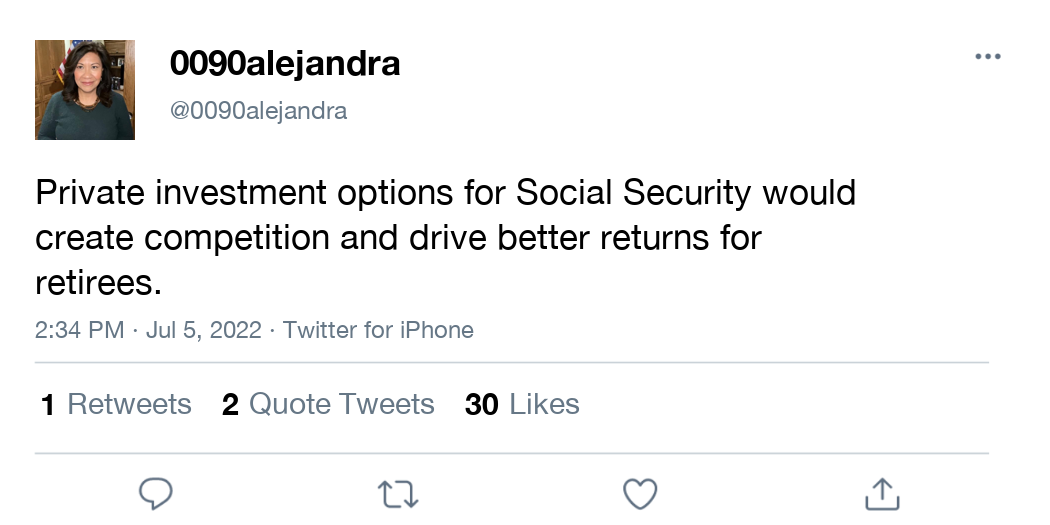 0090alejandra
@0090alejandra
Private investment options for Social Security would
create competition and drive better returns for
retirees.
2:34 PM · Jul 5, 2022 · Twitter for iPhone
1 Retweets 2 Quote Tweets 30 Likes